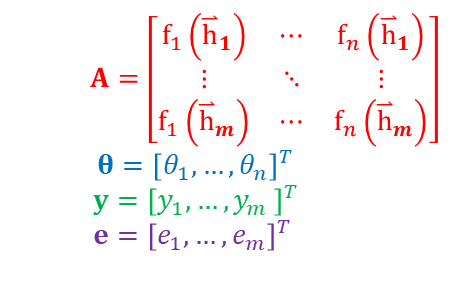 A = [ f₁(h⃗₁) ⋯ f𝑛(h⃗₁)
⋮ ⋱ ⋮
f₁(h⃗𝑚) ⋯ f𝑛(h⃗𝑚) ]
θ = [θ₁, … , θ𝑛]ᵀ
y = [y₁, … , y𝑚 ]ᵀ
e = [e₁, … , e𝑚]ᵀ